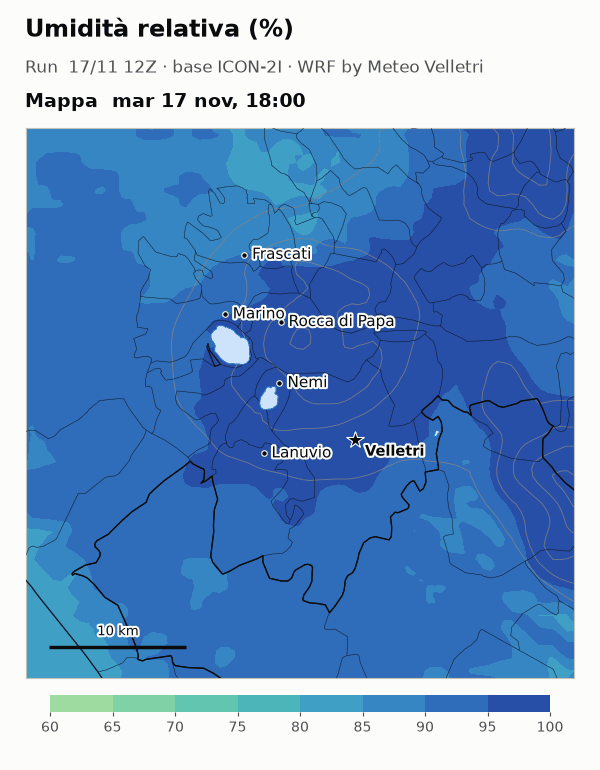 Umidità relativa (%)
Run  17/11 12Z · base ICON-2I · WRF by Meteo Velletri
Mappa  mar 17 nov, 18:00
Frascati
Marino
Rocca di Papa
Nemi
Velletri
Lanuvio
10 km
60 65 70 75 80 85 90 95 100